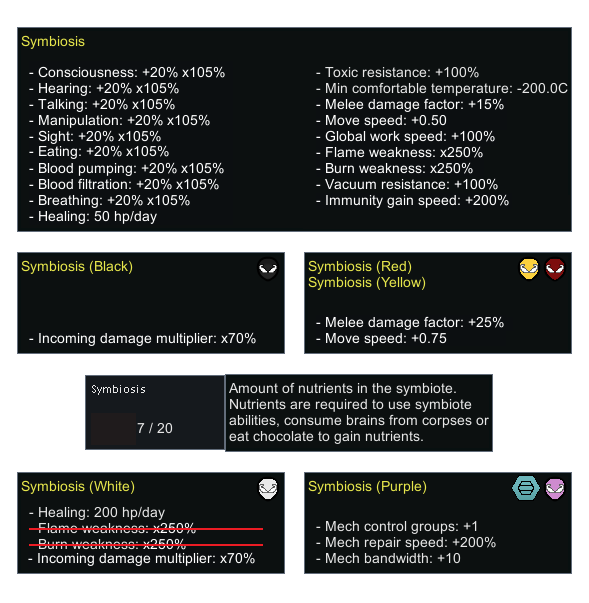 Symbiosis
- Consciousness: +20% x105%
- Hearing: +20% x105%
- Talking: +20% x105%
- Manipulation: +20% x105%
- Sight: +20% x105%
- Eating: +20% x105%
- Blood pumping: +20% x105%
- Blood filtration: +20% x105%
- Breathing: +20% x105%
- Healing: 50 hp/day
- Toxic resistance: +100%
- Min comfortable temperature: -200.0C
- Melee damage factor: +15%
- Move speed: +0.50
- Global work speed: +100%
- Flame weakness: x250%
- Burn weakness: x250%
- Vacuum resistance: +100%
- Immunity gain speed: +200%
Symbiosis (Black)
- Incoming damage multiplier: x70%
Symbiosis (Red)
Symbiosis (Yellow)
- Melee damage factor: +25%
- Move speed: +0.75
Symbiosis
7 / 20
Amount of nutrients in the symbiote.
Nutrients are required to use symbiote
abilities, consume brains from corpses or
eat chocolate to gain nutrients.
Symbiosis (White)
- Healing: 200 hp/day
- Flame weakness: x250%
- Burn weakness: x250%
- Incoming damage multiplier: x70%
Symbiosis (Purple)
- Mech control groups: +1
- Mech repair speed: +200%
- Mech bandwidth: +10